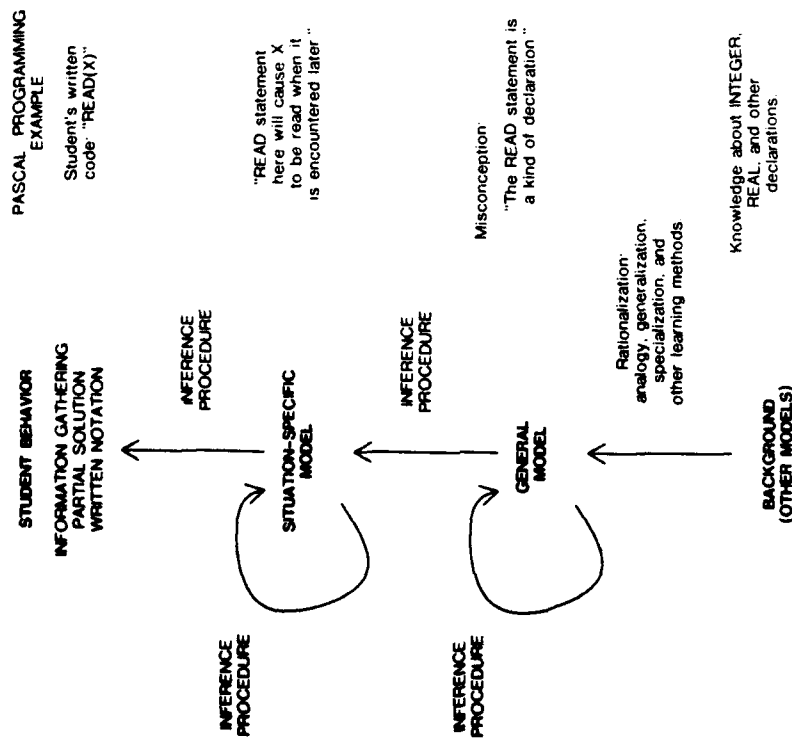 PASCAL PROGRAMMING
EXAMPLE
Student's written
code: "READ(X)"
"READ statement
here will cause X
to be read when it
is encountered later"
Misconception:
"The READ statement is
a kind of declaration"
Knowledge about INTEGER,
REAL, and other
declarations.
STUDENT BEHAVIOR
INFORMATION GATHERING
PARTIAL SOLUTION
WRITTEN NOTATION
INFERENCE
PROCEDURE
SITUATION-SPECIFIC
MODEL
INFERENCE
PROCEDURE
GENERAL
MODEL
Rationalization:
analogy, generalization,
specialization, and
other learning methods
BACKGROUND
(OTHER MODELS)
INFERENCE
PROCEDURE
INFERENCE
PROCEDURE